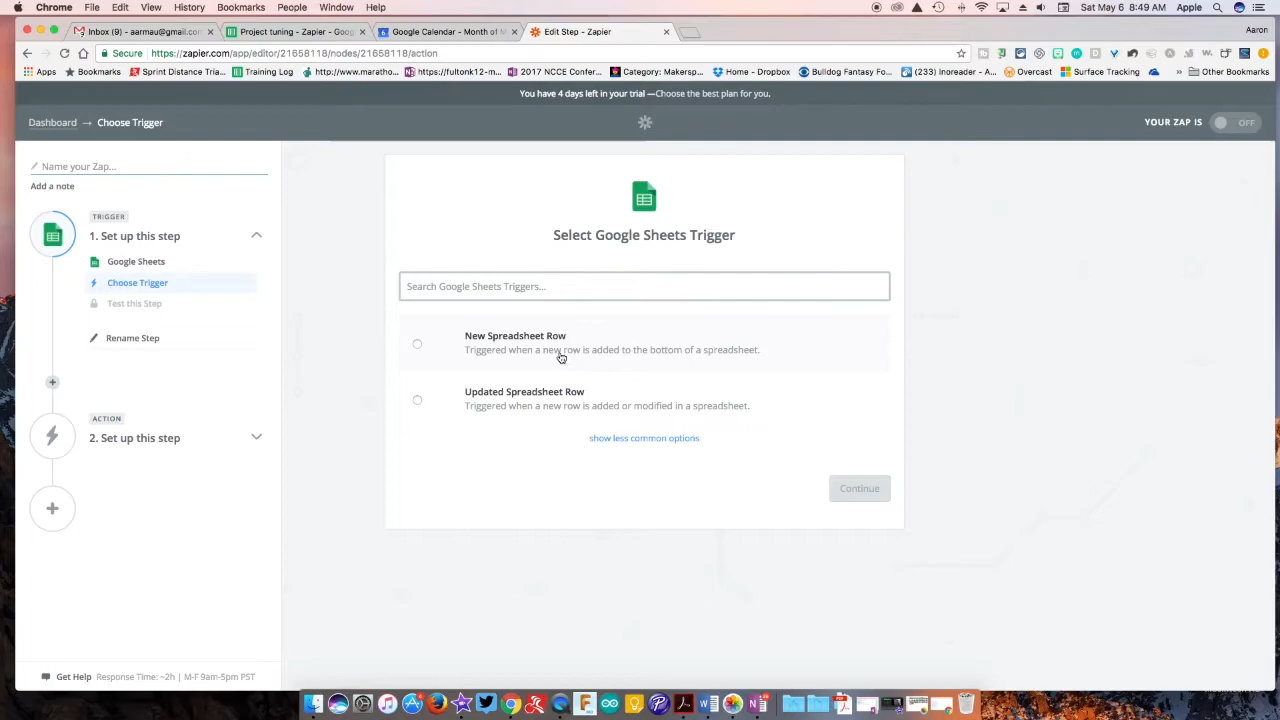 Chrome File Edit View History Bookmarks People Window Help
Sat May 6 8:49 AM Apple
Inbox (9) - aarmau@gmail.com
Project tuning - Zapier - Goo
Google Calendar - Month of M
Edit Step - Zapier
Aaron
Secure https://zapier.com/app/editor/21658118/nodes/21658118/action
Apps Bookmarks Sprint Distance Tria... Training Log http://www.maratho... https://fultonk12-m... 2017 NCCE Confer... Category: Makersp... Home - Dropbox Bulldog Fantasy Fo... (233) Inoreader - A... Overcast Surface Tracking » Other Bookmarks
You have 4 days left in your trial —Choose the best plan for you.
Dashboard → Choose Trigger
YOUR ZAP IS OFF
Name your Zap...
Add a note
TRIGGER
1. Set up this step
Google Sheets
Choose Trigger
Test this Step
Rename Step
ACTION
2. Set up this step
Select Google Sheets Trigger
Search Google Sheets Triggers...
New Spreadsheet Row
Triggered when a new row is added to the bottom of a spreadsheet.
Updated Spreadsheet Row
Triggered when a new row is added or modified in a spreadsheet.
show less common options
Continue
Get Help Response Time: ~2h | M-F 9am-5pm PST